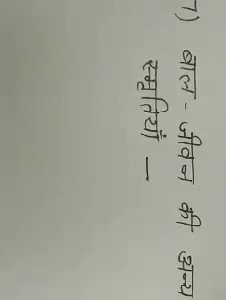 7) बाल - जीवन की अन्य
स्मृतियाँ —